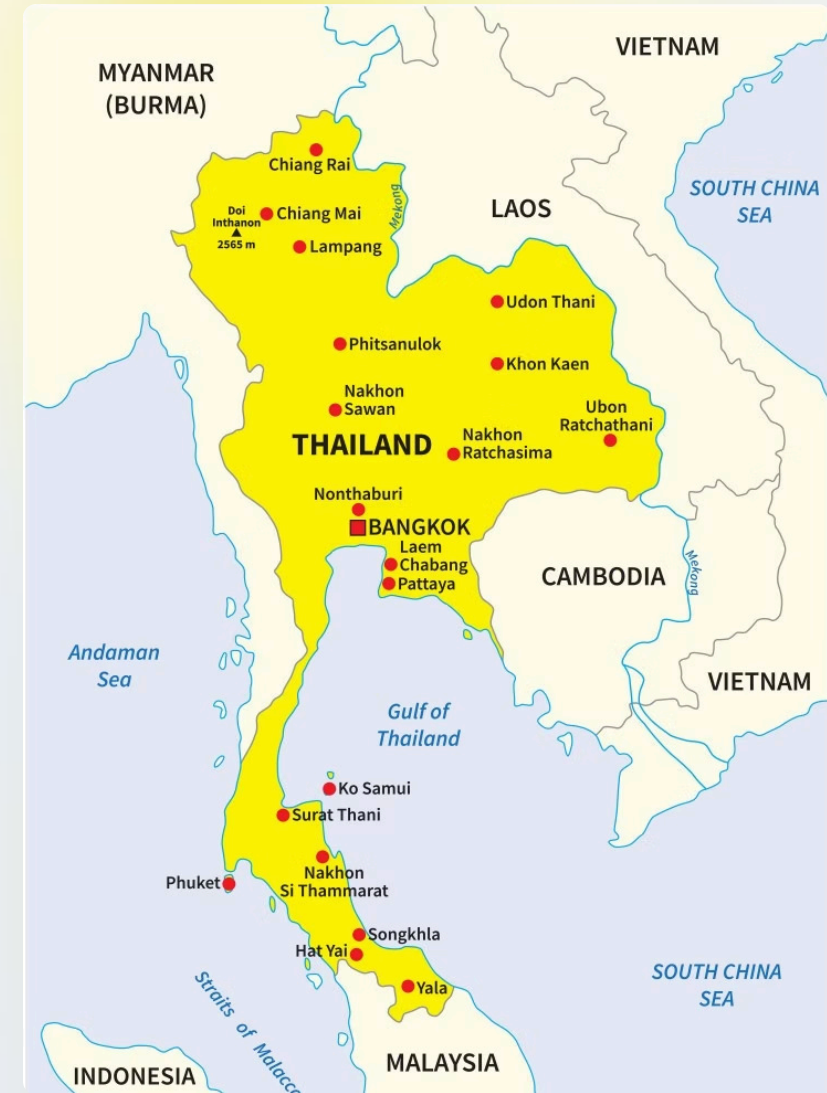 VIETNAM
MYANMAR
(BURMA)
Chiang Rai
SOUTH CHINA
SEA
Mekong
LAOS
Doi
Inthanon
2565 m
Chiang Mai
Lampang
Udon Thani
Phitsanulok
Khon Kaen
Nakhon
Sawan
Ubon
Ratchathani
THAILAND
Nakhon
Ratchasima
Nonthaburi
BANGKOK
Laem
Chabang
Pattaya
CAMBODIA
Mekong
Andaman
Sea
VIETNAM
Gulf of
Thailand
Ko Samui
Surat Thani
Phuket
Nakhon
Si Thammarat
Songkhla
Hat Yai
Yala
SOUTH CHINA
SEA
Straits of Malacc
MALAYSIA
INDONESIA